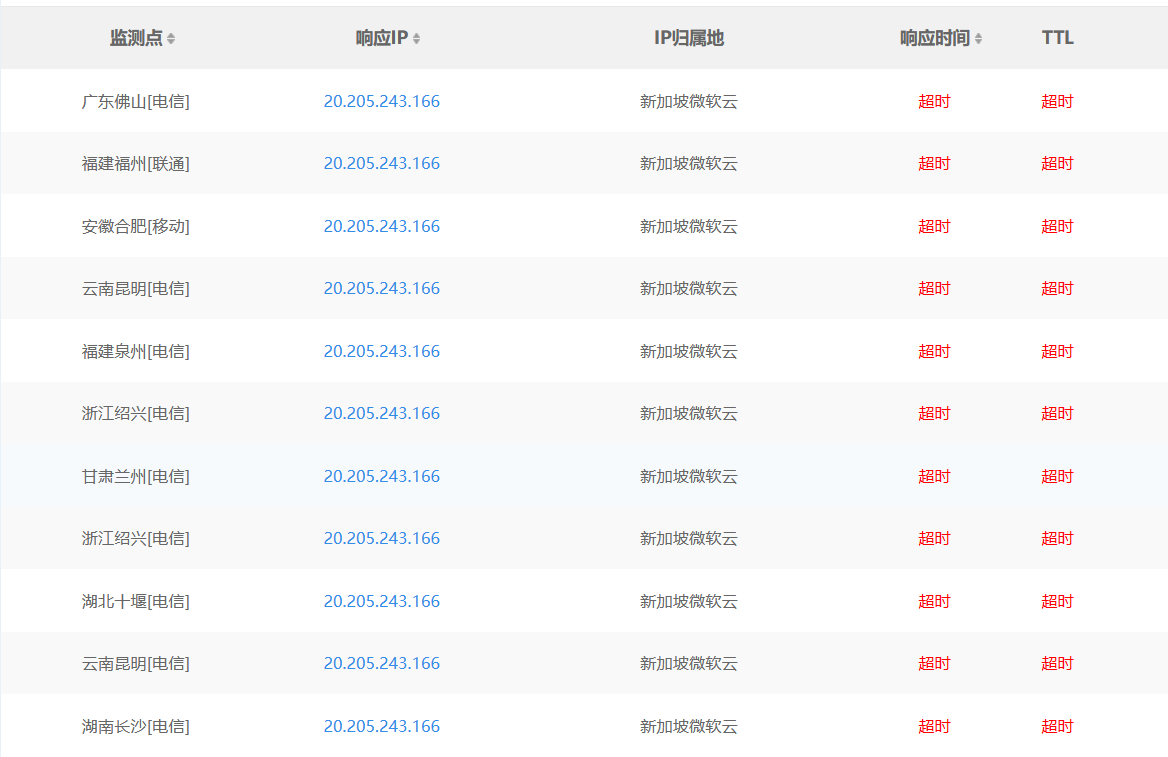 监测点 响应IP IP归属地 响应时间 TTL
广东佛山[电信] 20.205.243.166 新加坡微软云 超时 超时
福建福州[联通] 20.205.243.166 新加坡微软云 超时 超时
安徽合肥[移动] 20.205.243.166 新加坡微软云 超时 超时
云南昆明[电信] 20.205.243.166 新加坡微软云 超时 超时
福建泉州[电信] 20.205.243.166 新加坡微软云 超时 超时
浙江绍兴[电信] 20.205.243.166 新加坡微软云 超时 超时
甘肃兰州[电信] 20.205.243.166 新加坡微软云 超时 超时
浙江绍兴[电信] 20.205.243.166 新加坡微软云 超时 超时
湖北十堰[电信] 20.205.243.166 新加坡微软云 超时 超时
云南昆明[电信] 20.205.243.166 新加坡微软云 超时 超时
湖南长沙[电信] 20.205.243.166 新加坡微软云 超时 超时